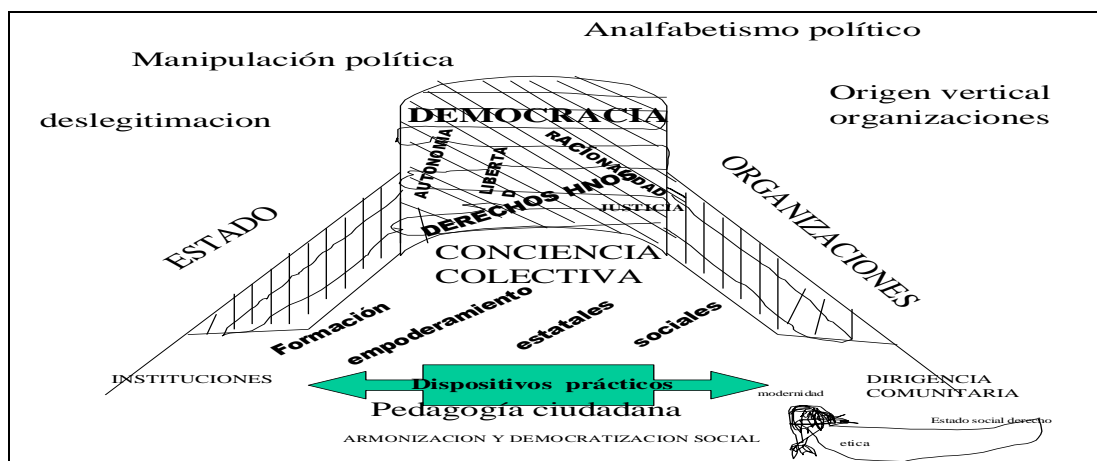 Analfabetismo político
Manipulación política
Origen vertical
organizaciones
deslegitimacion
DEMOCRACIA
AUTONOMÍA
LIBERTA
D
RACIONALIDAD
JUSTICIA
DERECHOS HNOS
ESTADO
ORGANIZACIONES
CONCIENCIA
COLECTIVA
Formación
empoderamiento
estatales
sociales
INSTITUCIONES
Dispositivos prácticos
DIRIGENCIA
COMUNITARIA
modernidad
Pedagogía ciudadana
Estado social derecho
ARMONIZACION Y DEMOCRATIZACION SOCIAL
etica